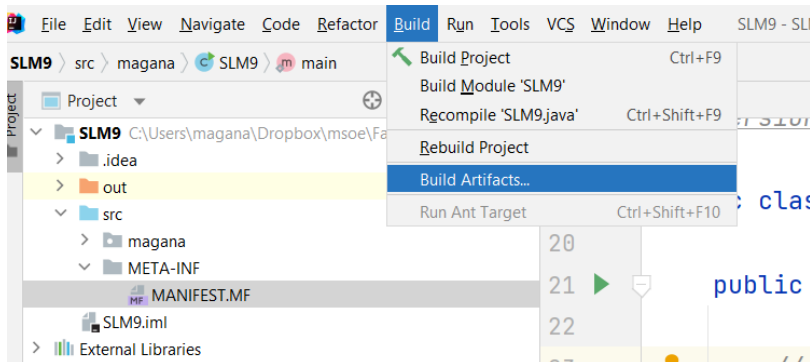 File Edit View Navigate Code Refactor Build Run Tools VCS Window Help SLM9 - SL
SLM9 src magana SLM9 main
Build Project Ctrl+F9
Build Module 'SLM9'
Recompile 'SLM9.java' Ctrl+Shift+F9
Rebuild Project
Build Artifacts...
Run Ant Target Ctrl+Shift+F10
Project
Project
SLM9 C:\Users\magana\Dropbox\msoe\Fa
.idea
out
src
magana
META-INF
MF MANIFEST.MF
SLM9.iml
External Libraries
clas
20
21 public
22